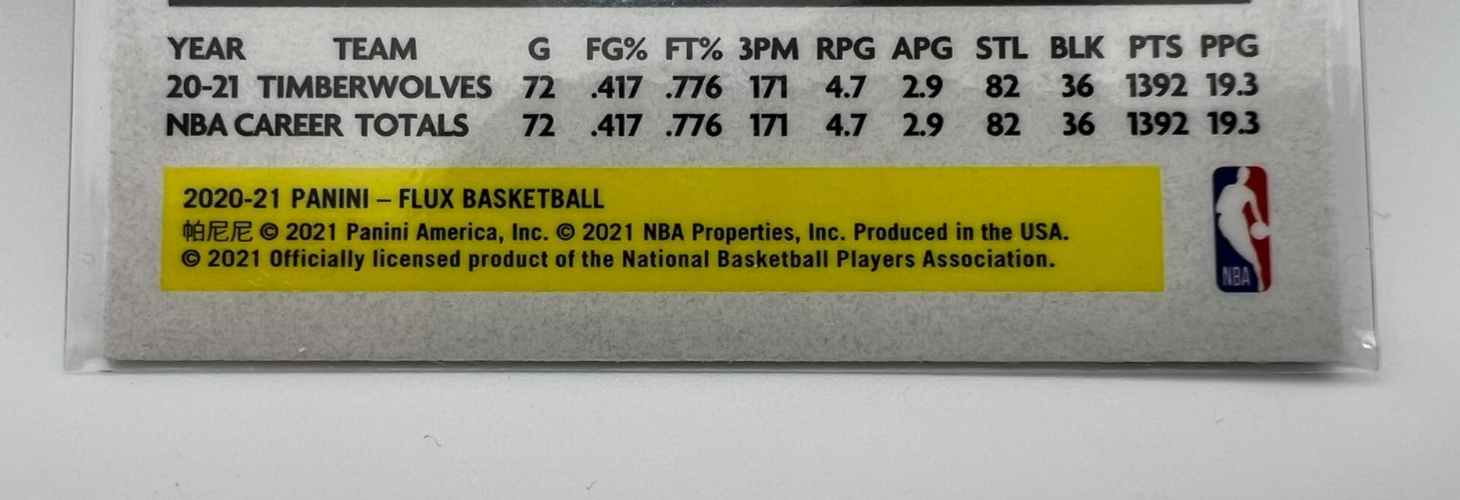 YEAR TEAM G FG% FT% 3PM RPG APG STL BLK PTS PPG
20-21 TIMBERWOLVES 72 .417 .776 171 4.7 2.9 82 36 1392 19.3
NBA CAREER TOTALS 72 .417 .776 171 4.7 2.9 82 36 1392 19.3
2020-21 PANINI – FLUX BASKETBALL
帕尼尼 © 2021 Panini America, Inc. © 2021 NBA Properties, Inc. Produced in the USA.
© 2021 Officially licensed product of the National Basketball Players Association.
NBA